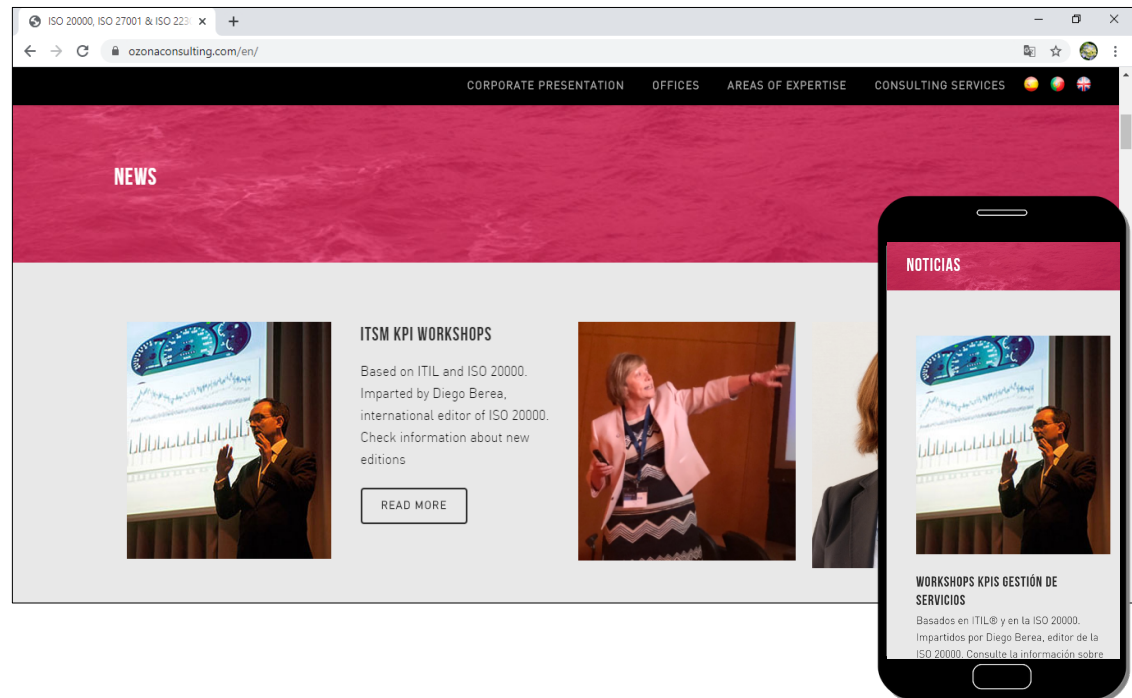 ISO 20000, ISO 27001 & ISO 223
ozonaconsulting.com/en/
CORPORATE PRESENTATION OFFICES AREAS OF EXPERTISE CONSULTING SERVICES
NEWS
ITSM KPI WORKSHOPS
Based on ITIL and ISO 20000.
Imparted by Diego Berea,
international editor of ISO 20000.
Check information about new
editions
READ MORE
NOTICIAS
WORKSHOPS KPIS GESTIÓN DE
SERVICIOS
Basados en ITIL® y en la ISO 20000.
Impartidos por Diego Berea, editor de la
ISO 20000. Consulte la información sobre